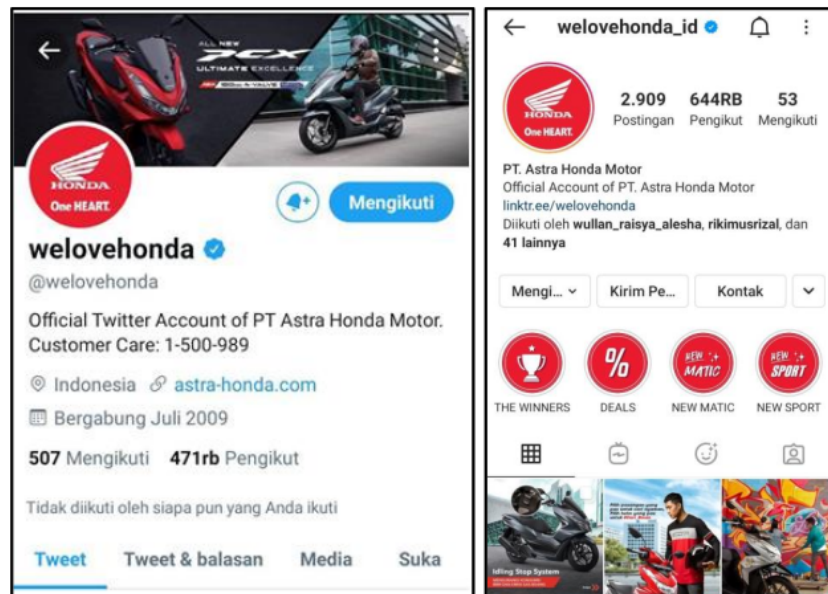 ALL NEW
PCX
ULTIMATE EXCELLENCE
HONDA
One HEART.
Mengikuti
welovehonda
@welovehonda
Official Twitter Account of PT Astra Honda Motor.
Customer Care: 1-500-989
Indonesia astra-honda.com
Bergabung Juli 2009
507 Mengikuti 471rb Pengikut
Tidak diikuti oleh siapa pun yang Anda ikuti
Tweet Tweet & balasan Media Suka
welovehonda_id
HONDA
One HEART.
2.909 644RB 53
Postingan Pengikut Mengikuti
PT. Astra Honda Motor
Official Account of PT. Astra Honda Motor
linktr.ee/welovehonda
Diikuti oleh wullan_raisya_alesha, rikimusrizal, dan
41 lainnya
Mengi... Kirim Pe... Kontak
%
NEW
MATIC
NEW
SPORT
THE WINNERS DEALS NEW MATIC NEW SPORT
Idling Stop System